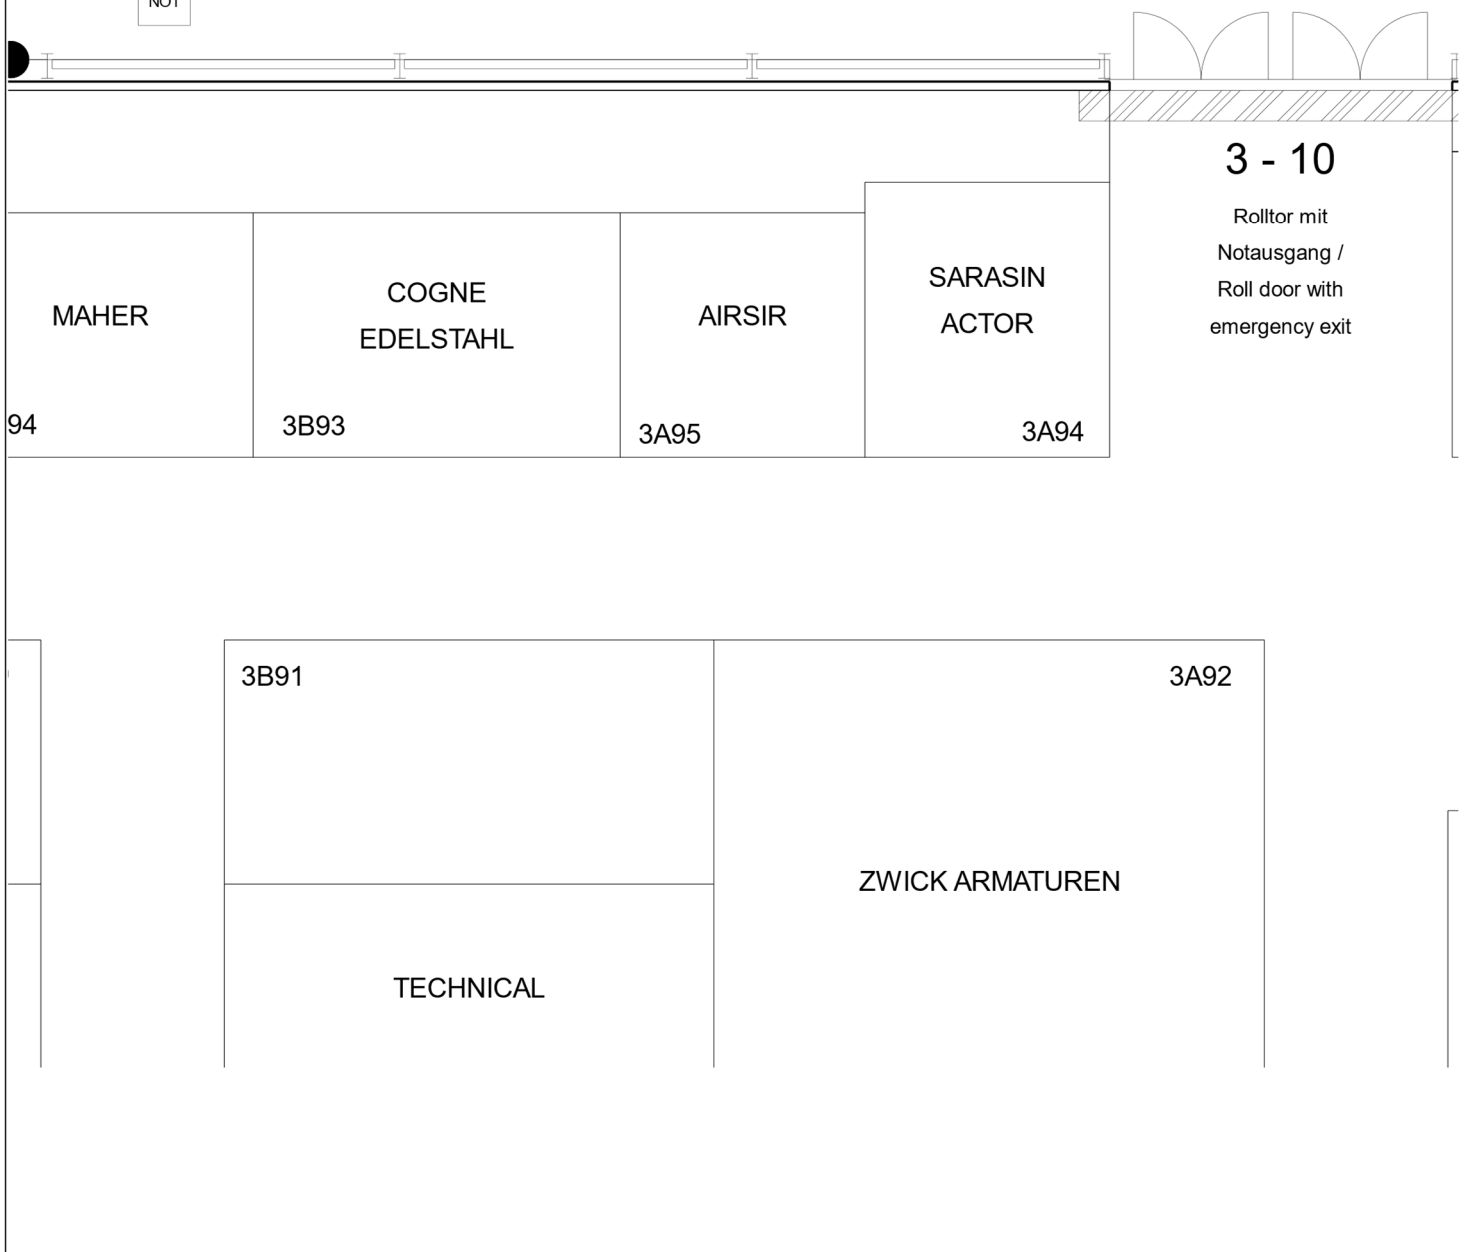 NOT
3 - 10
Rolltor mit
Notausgang /
Roll door with
emergency exit
MAHER
94
COGNE
EDELSTAHL
3B93
AIRSIR
3A95
SARASIN
ACTOR
3A94
3B91
3A92
ZWICK ARMATUREN
TECHNICAL